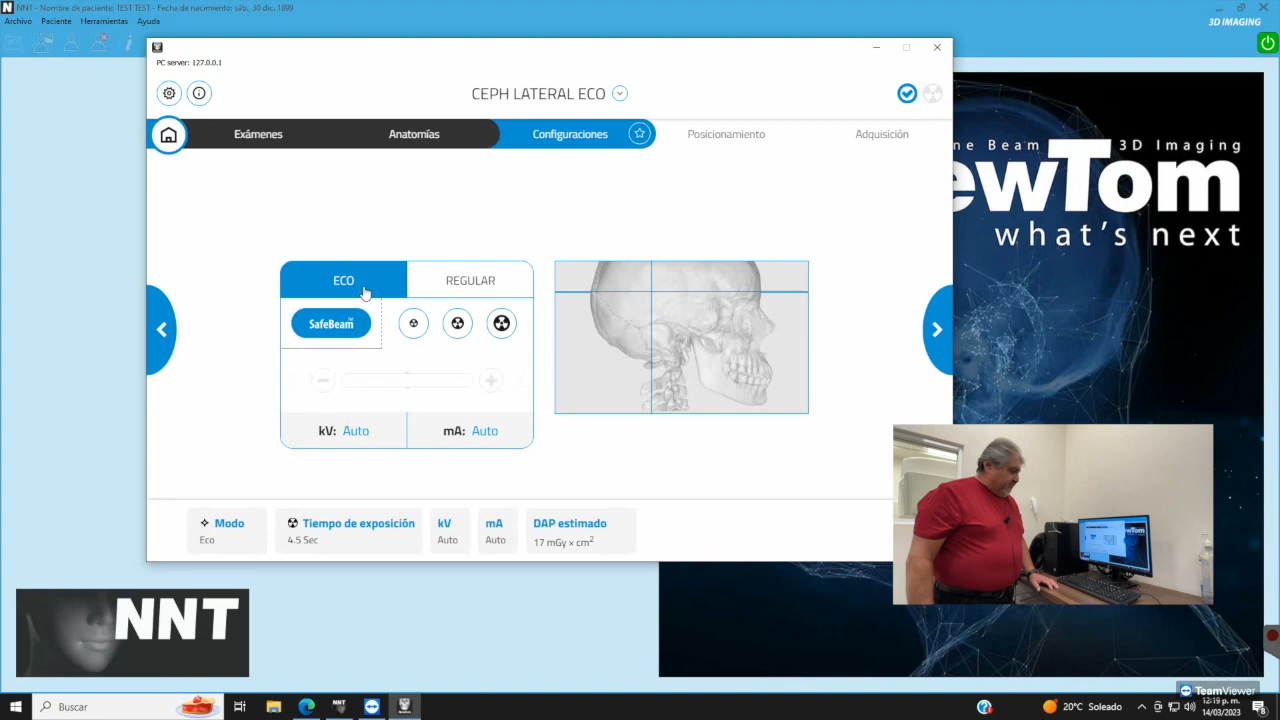 NNT - Nombre de paciente: TEST TEST - Fecha de nacimiento: sáb., 30 dic. 1899
Archivo Paciente Herramientas Ayuda
3D IMAGING
PC server: 127.0.0.1
CEPH LATERAL ECO
Exámenes
Anatomías
Configuraciones
Posicionamiento
Adquisición
ne Beam 3D Imaging
ewTom
what's next
ECO
REGULAR
SafeBeam™
kV: Auto
mA: Auto
Modo
Eco
Tiempo de exposición
4.5 Sec
kV
Auto
mA
Auto
DAP estimado
17 mGy × cm²
NNT
TeamViewer
Buscar
NNT
20°C Soleado
12:19 p. m.
14/03/2023
8